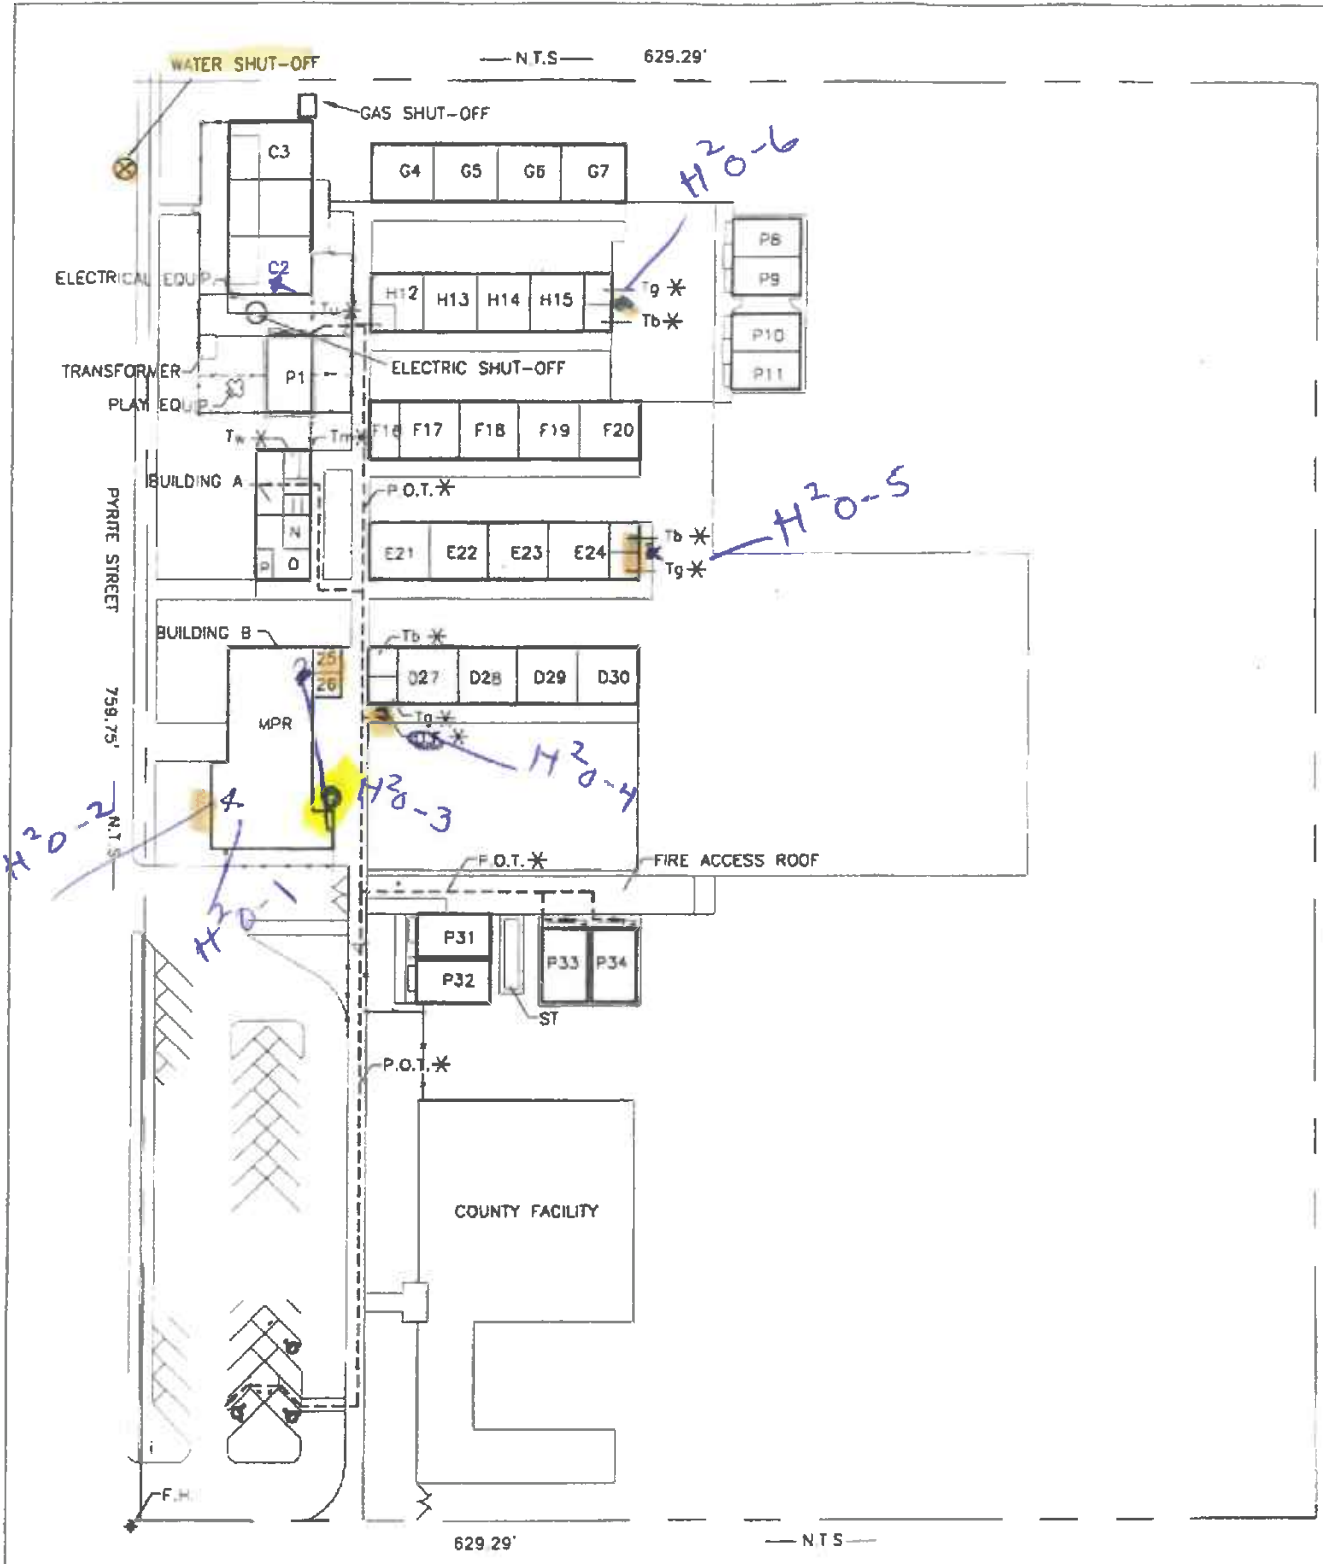 WATER SHUT-OFF
N.T.S
629.29'
GAS SHUT-OFF
C3
G4
G5
G6
G7
H²O-6
P8
P9
C2
ELECTRICAL EQUIP.
H12
H13
H14
H15
Tg *
Tb *
P10
P11
TRANSFORMER
P1
ELECTRIC SHUT-OFF
PLAY EQUIP
Tw *
Tm *
F16
F17
F18
F19
F20
BUILDING A
P.O.T. *
H²O-5
N
O
P
E21
E22
E23
E24
Tb *
Tg *
PYRITE STREET
759.75'
N.T.S
BUILDING B
25
26
Tb *
D27
D28
D29
D30
MPR
Tg *
H²O-4
H²O-3
H²O-2
H²O-1
P.O.T. *
FIRE ACCESS ROOF
P31
P32
P33
P34
ST
P.O.T. *
COUNTY FACILITY
F.H.
629.29'
N T S